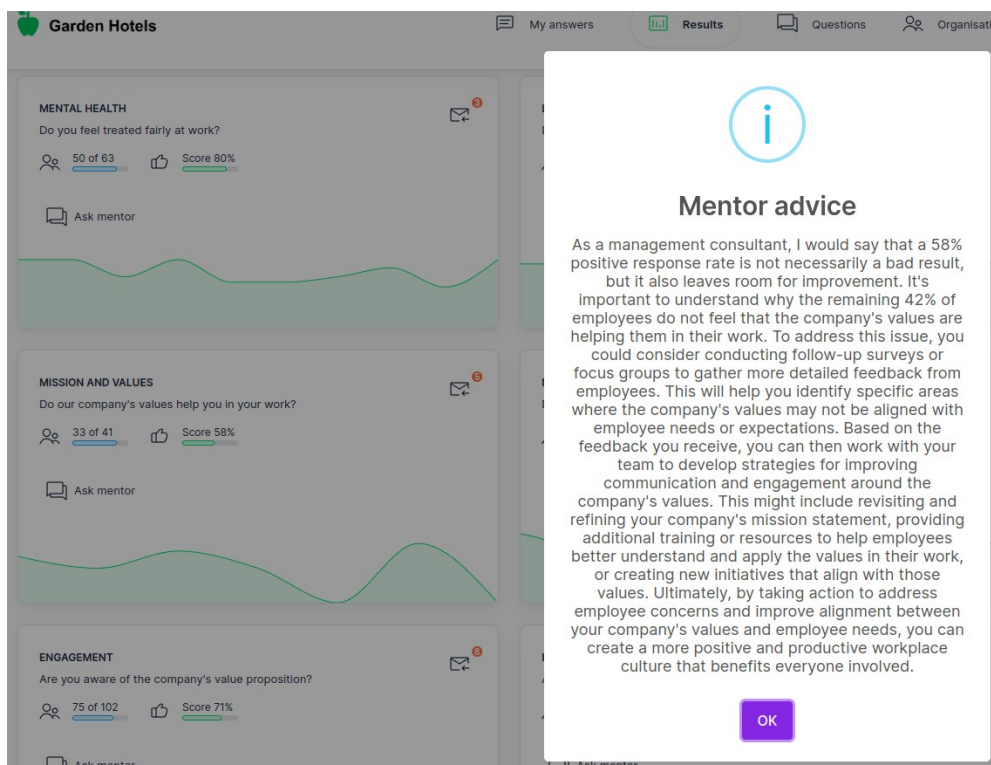 Garden Hotels
My answers
Results
Questions
MENTAL HEALTH
3
Do you feel treated fairly at work?
50 of 63
Score 80%
Ask mentor
MISSION AND VALUES
5
Do our company's values help you in your work?
33 of 41
Score 58%
Ask mentor
ENGAGEMENT
8
Are you aware of the company's value proposition?
75 of 102
Score 71%
i
Mentor advice
As a management consultant, I would say that a 58%
positive response rate is not necessarily a bad result,
but it also leaves room for improvement. It's
important to understand why the remaining 42% of
employees do not feel that the company's values are
helping them in their work. To address this issue, you
could consider conducting follow-up surveys or
focus groups to gather more detailed feedback from
employees. This will help you identify specific areas
where the company's values may not be aligned with
employee needs or expectations. Based on the
feedback you receive, you can then work with your
team to develop strategies for improving
communication and engagement around the
company's values. This might include revisiting and
refining your company's mission statement, providing
additional training or resources to help employees
better understand and apply the values in their work,
or creating new initiatives that align with those
values. Ultimately, by taking action to address
employee concerns and improve alignment between
your company's values and employee needs, you can
create a more positive and productive workplace
culture that benefits everyone involved.
OK